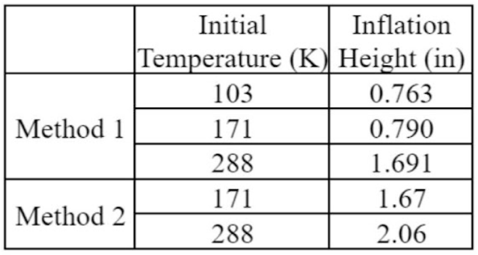 Initial Inflation
Temperature (K) Height (in)
Method 1
103 0.763
171 0.790
288 1.691
Method 2
171 1.67
288 2.06